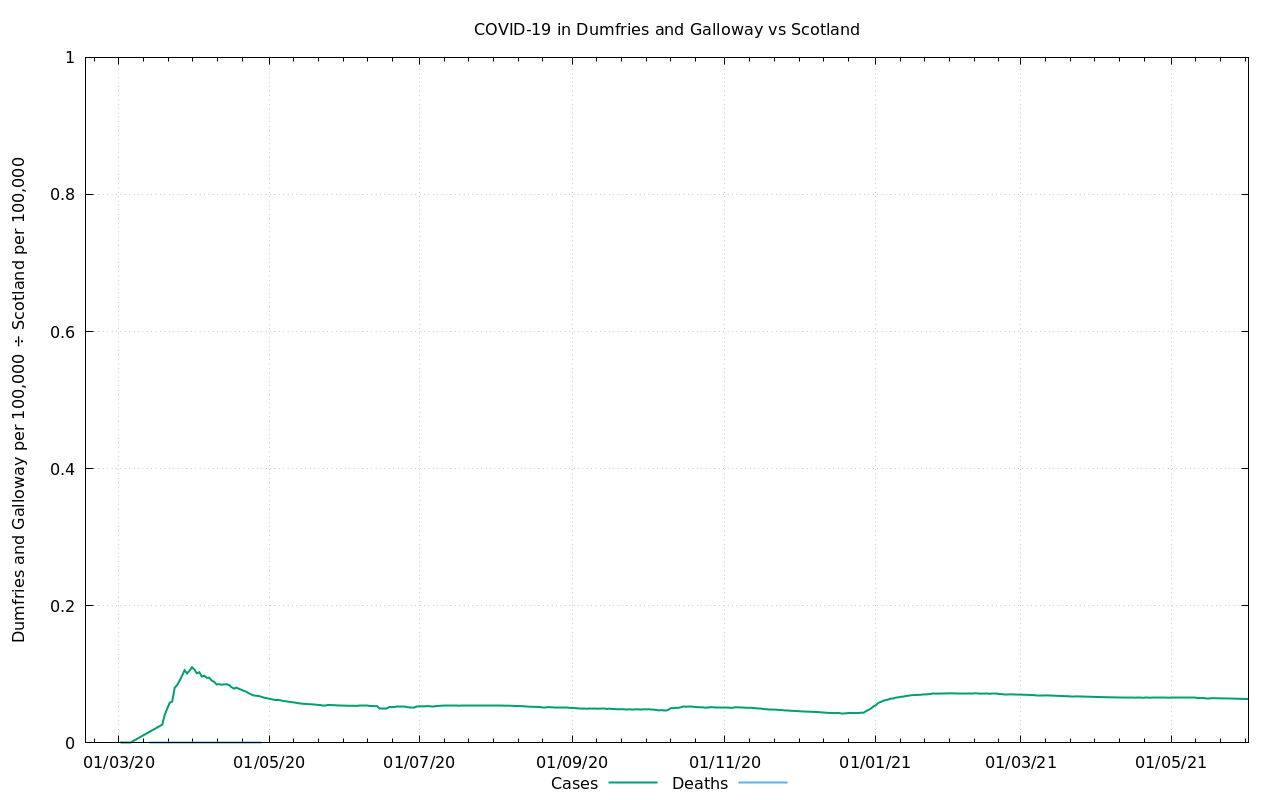 COVID-19 in Dumfries and Galloway vs Scotland
Dumfries and Galloway per 100,000 ÷ Scotland per 100,000
1
0.8
0.6
0.4
0.2
0
01/03/20 01/05/20 01/07/20 01/09/20 01/11/20 01/01/21 01/03/21 01/05/21
Cases Deaths